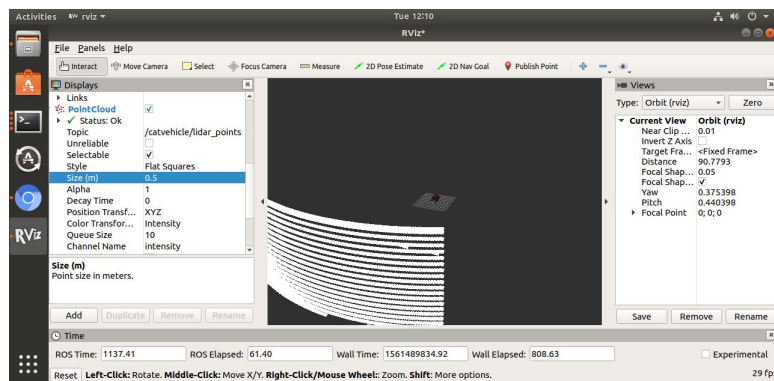 Activities RViz rviz Tue 12:10
RViz*
File Panels Help
Interact Move Camera Select Focus Camera Measure 2D Pose Estimate 2D Nav Goal Publish Point
Displays
Links
PointCloud
Status: Ok
Topic /catvehicle/lidar_points
Unreliable
Selectable
Style Flat Squares
Size (m) 0.5
Alpha 1
Decay Time 0
Position Transf... XYZ
Color Transfor... Intensity
Queue Size 10
Channel Name intensity
Size (m)
Point size in meters.
Add Duplicate Remove Rename
Views
Type: Orbit (rviz) Zero
Current View Orbit (rviz)
Near Clip ... 0.01
Invert Z Axis
Target Fra... <Fixed Frame>
Distance 90.7793
Focal Shap... 0.05
Focal Shap...
Yaw 0.375398
Pitch 0.440398
Focal Point 0; 0; 0
Save Remove Rename
Time
ROS Time: 1137.41 ROS Elapsed: 61.40 Wall Time: 1561489834.92 Wall Elapsed: 808.63 Experimental
Reset Left-Click: Rotate. Middle-Click: Move X/Y. Right-Click/Mouse Wheel:: Zoom. Shift: More options. 29 fps
RViz